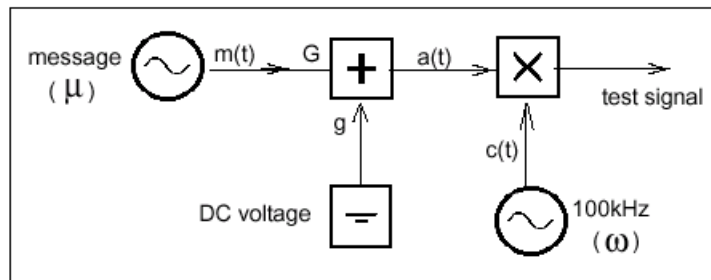 message
(μ)
m(t)
G
+
a(t)
×
test signal
g
c(t)
DC voltage
100kHz
(ω)